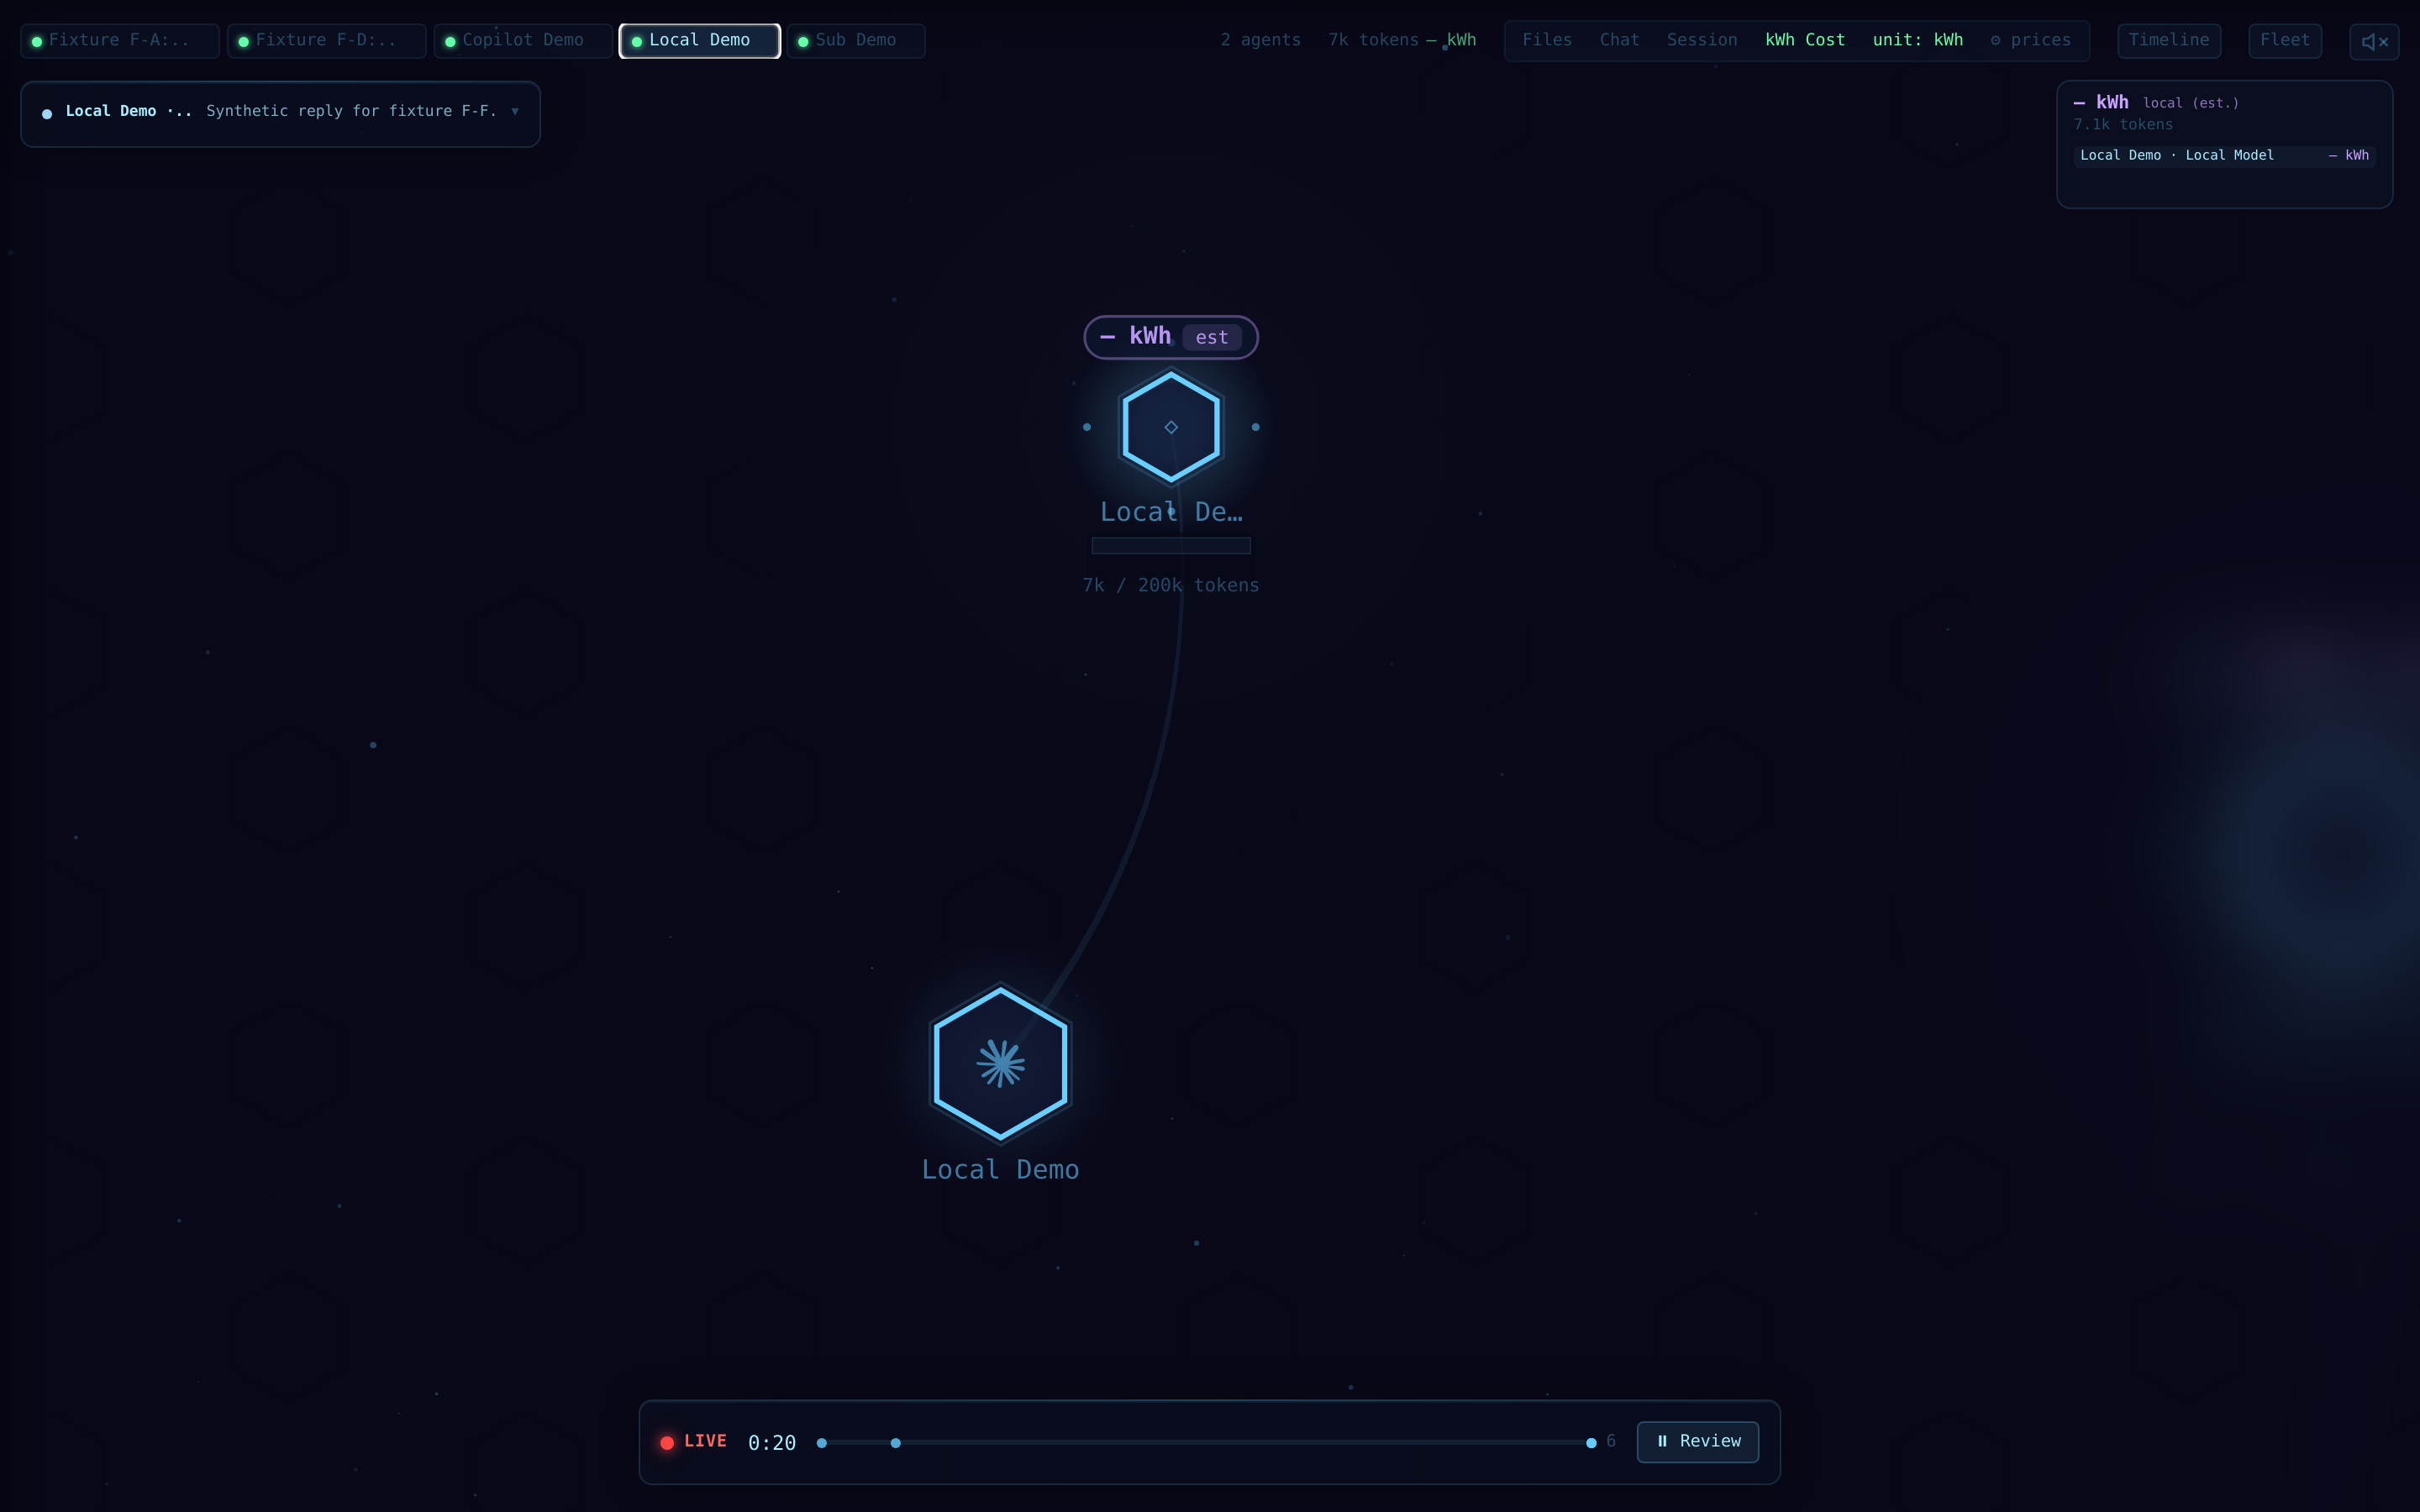 Fixture F-A:..
Fixture F-D:..
Copilot Demo
Local Demo
Sub Demo
2 agents
7k tokens
— kWh
Files
Chat
Session
kWh Cost
unit: kWh
⚙ prices
Timeline
Fleet
Local Demo ·..
Synthetic reply for fixture F-F.
— kWh local (est.)
7.1k tokens
Local Demo · Local Model — kWh
— kWh est
Local De…
7k / 200k tokens
Local Demo
LIVE
0:20
6
Review